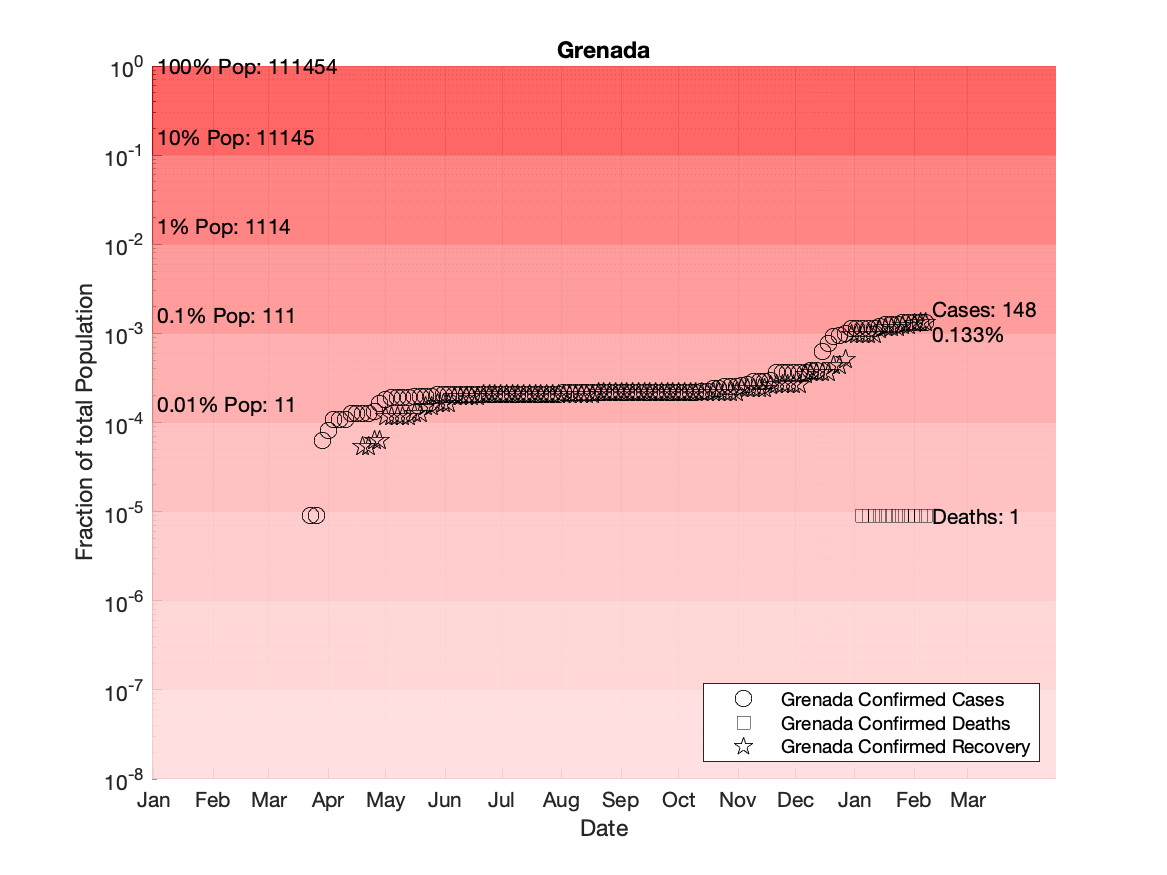 Grenada
10^0
100% Pop: 111454
10% Pop: 11145
10^-1
1% Pop: 1114
10^-2
0.1% Pop: 111
10^-3
Cases: 148
0.133%
0.01% Pop: 11
10^-4
10^-5
Deaths: 1
10^-6
10^-7
10^-8
Fraction of total Population
Grenada Confirmed Cases
Grenada Confirmed Deaths
Grenada Confirmed Recovery
Jan Feb Mar Apr May Jun Jul Aug Sep Oct Nov Dec Jan Feb Mar
Date